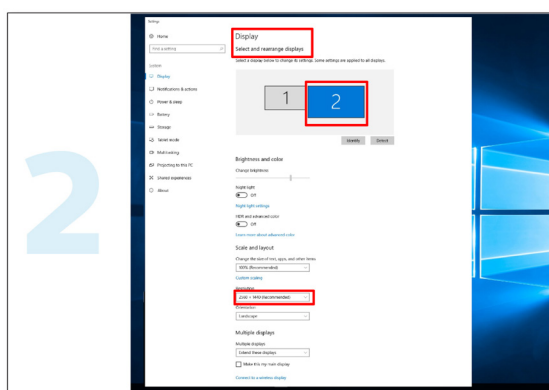 2
Settings
Home
Find a setting
System
Display
Notifications & actions
Power & sleep
Battery
Storage
Tablet mode
Multitasking
Projecting to this PC
Shared experiences
About
Display
Select and rearrange displays
Select a display below to change its settings. Some settings are applied to all displays.
1
2
Identify Detect
Brightness and color
Change brightness
Night light
Off
Night light settings
HDR and advanced color
Off
Learn more about advanced color
Scale and layout
Change the size of text, apps, and other items
100% (Recommended)
Custom scaling
Resolution
2560 × 1440 (Recommended)
Orientation
Landscape
Multiple displays
Multiple displays
Extend these displays
Make this my main display
Connect to a wireless display